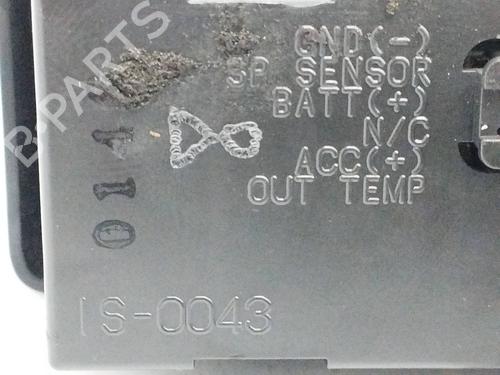 B-PARTS
GND(-)
SP SENSOR
BATT(+)
N/C
ACC(+)
OUT TEMP
IS-0043